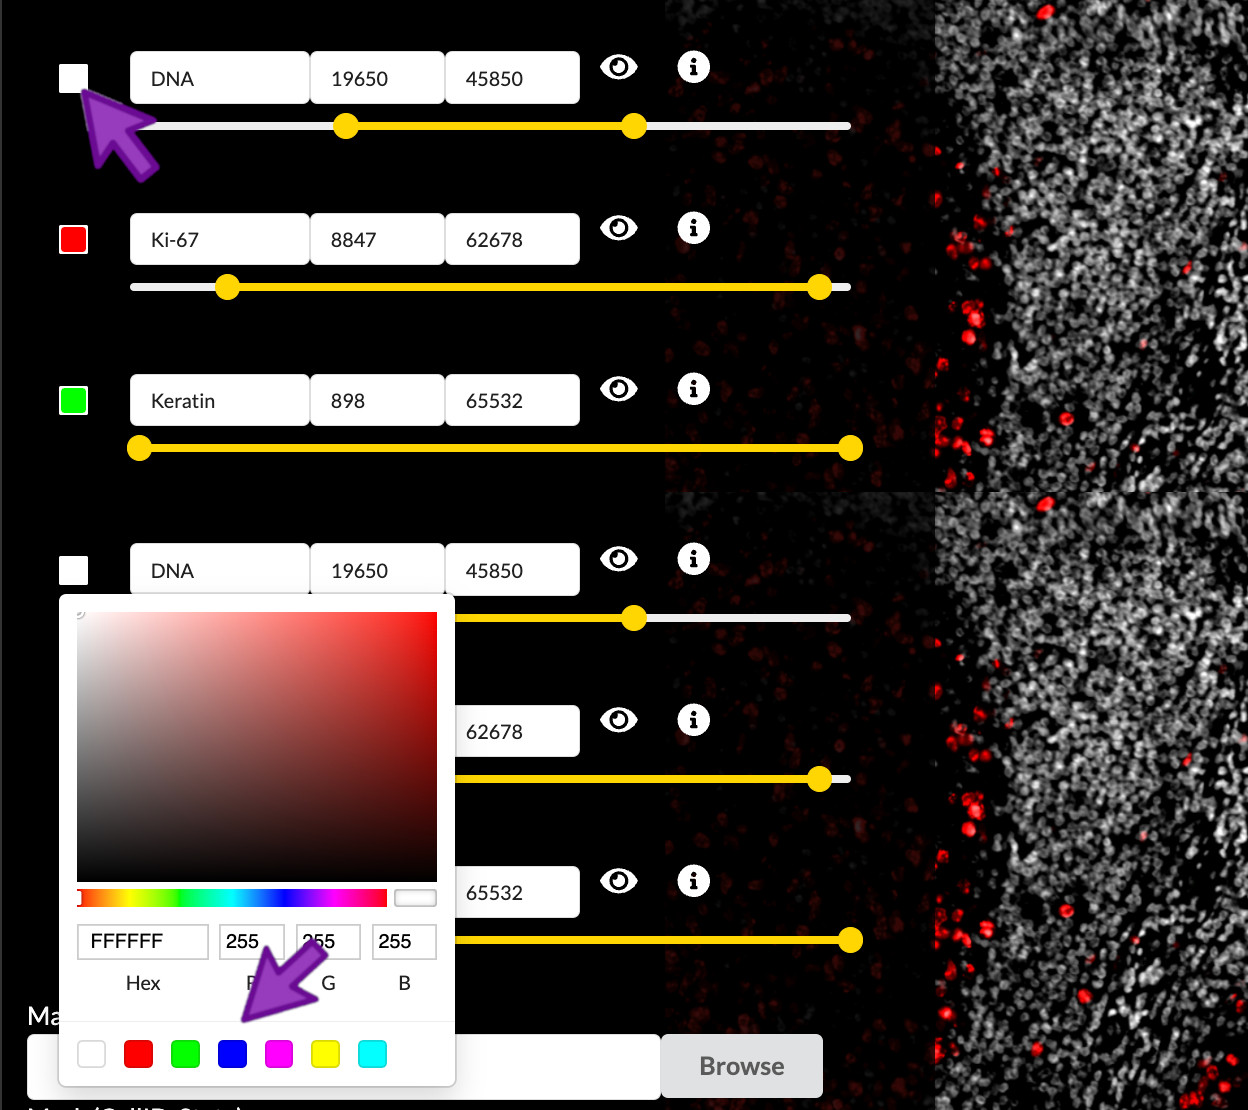 DNA 19650 45850
Ki-67 8847 62678
Keratin 898 65532
DNA 19650 45850
62678
65532
FFFFFF 255 255 255
Hex G B
Ma
Browse